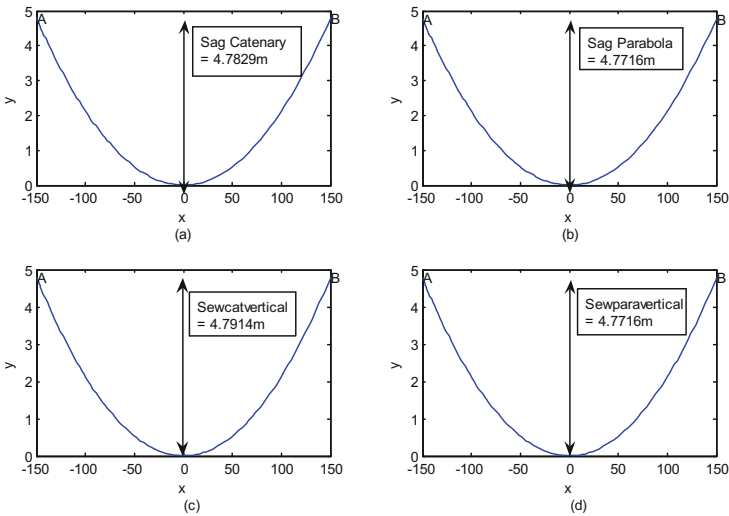 5
4
3
2
1
0
y
A
B
Sag Catenary
= 4.7829m
-150 -100 -50 0 50 100 150
x
(a)
5
4
3
2
1
0
y
A
B
Sag Parabola
= 4.7716m
-150 -100 -50 0 50 100 150
x
(b)
5
4
3
2
1
0
y
A
B
Sewcatvertical
= 4.7914m
-150 -100 -50 0 50 100 150
x
(c)
5
4
3
2
1
0
y
A
B
Sewparavertical
= 4.7716m
-150 -100 -50 0 50 100 150
x
(d)